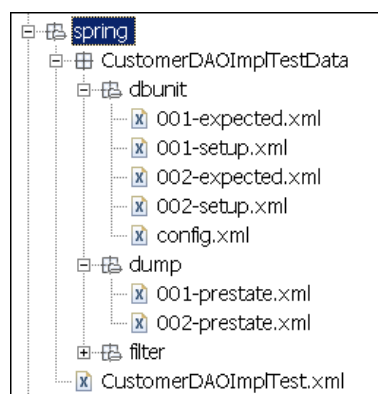 spring
CustomerDAOImplTestData
dbunit
001-expected.xml
001-setup.xml
002-expected.xml
002-setup.xml
config.xml
dump
001-prestate.xml
002-prestate.xml
filter
CustomerDAOImplTest.xml